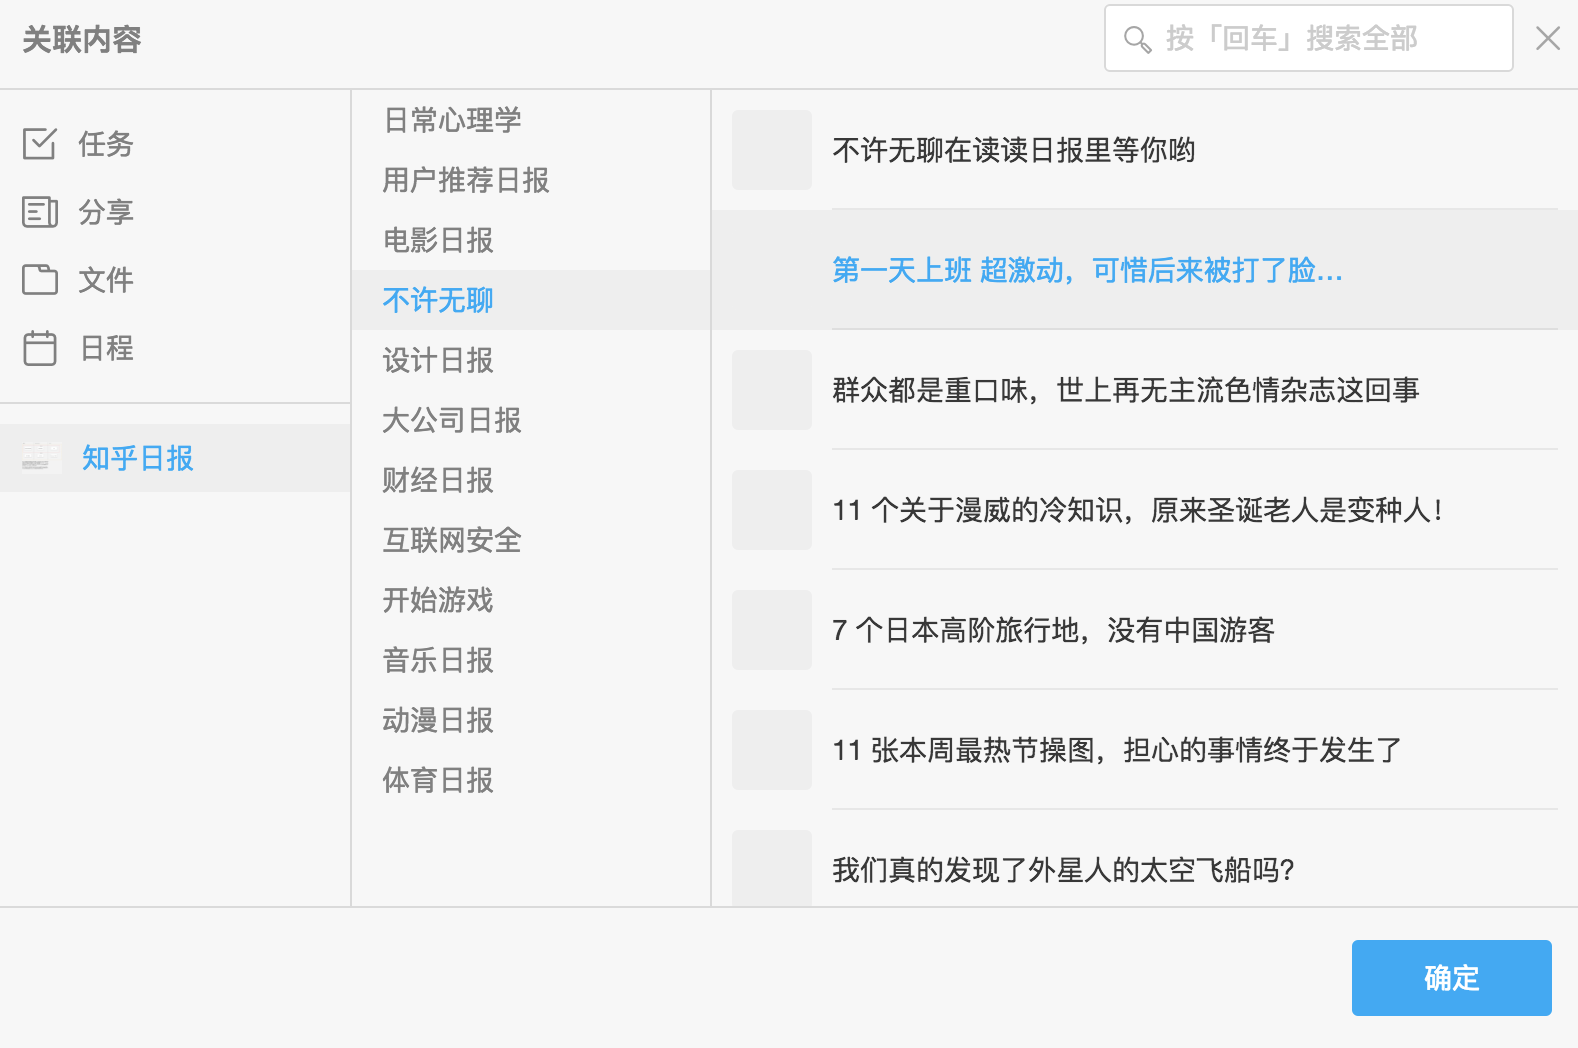 关联内容
按「回车」搜索全部
任务
分享
文件
日程
知乎日报
日常心理学
用户推荐日报
电影日报
不许无聊
设计日报
大公司日报
财经日报
互联网安全
开始游戏
音乐日报
动漫日报
体育日报
不许无聊在读读日报里等你哟
第一天上班 超激动，可惜后来被打了脸…
群众都是重口味，世上再无主流色情杂志这回事
11 个关于漫威的冷知识，原来圣诞老人是变种人！
7 个日本高阶旅行地，没有中国游客
11 张本周最热节操图，担心的事情终于发生了
我们真的发现了外星人的太空飞船吗？
确定